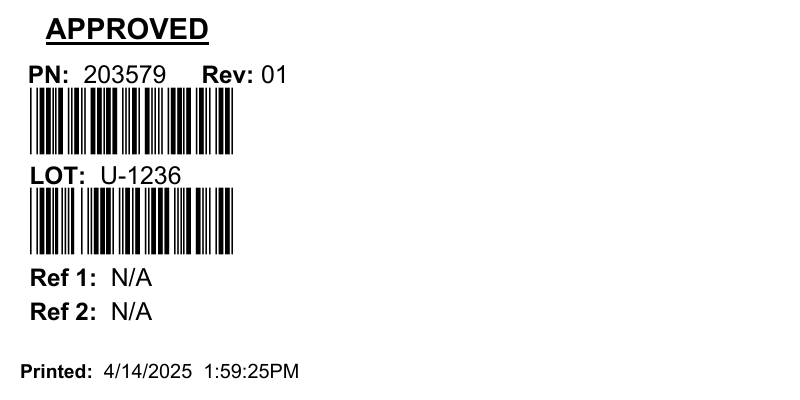 APPROVED
PN: 203579 Rev: 01
LOT: U-1236
Ref 1: N/A
Ref 2: N/A
Printed: 4/14/2025 1:59:25PM